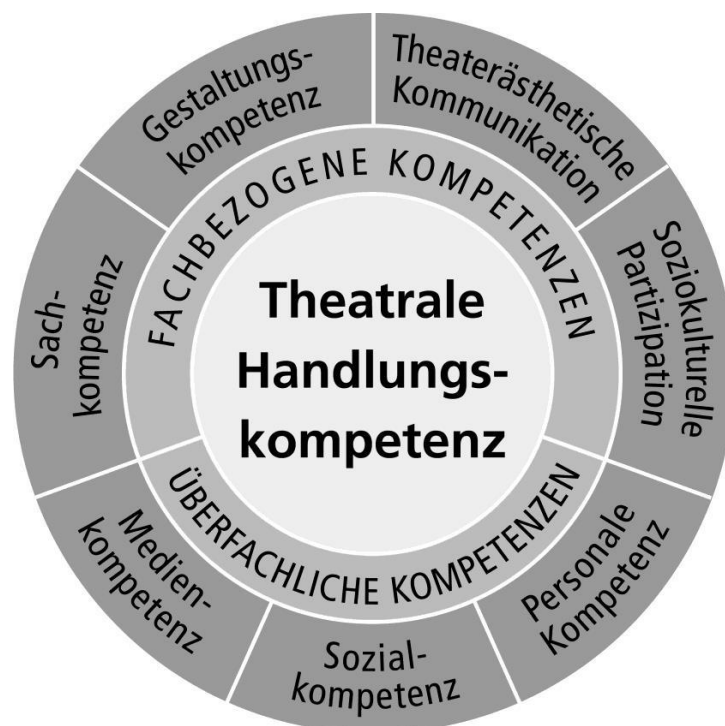 Gestaltungs-
kompetenz
Theaterästhetische
Kommunikation
Soziokulturelle
Partizipation
Sach-
kompetenz
FACHBEZOGENE KOMPETENZEN
Theatrale
Handlungs-
kompetenz
ÜBERFACHLICHE KOMPETENZEN
Medien-
kompetenz
Sozial-
kompetenz
Personale
Kompetenz